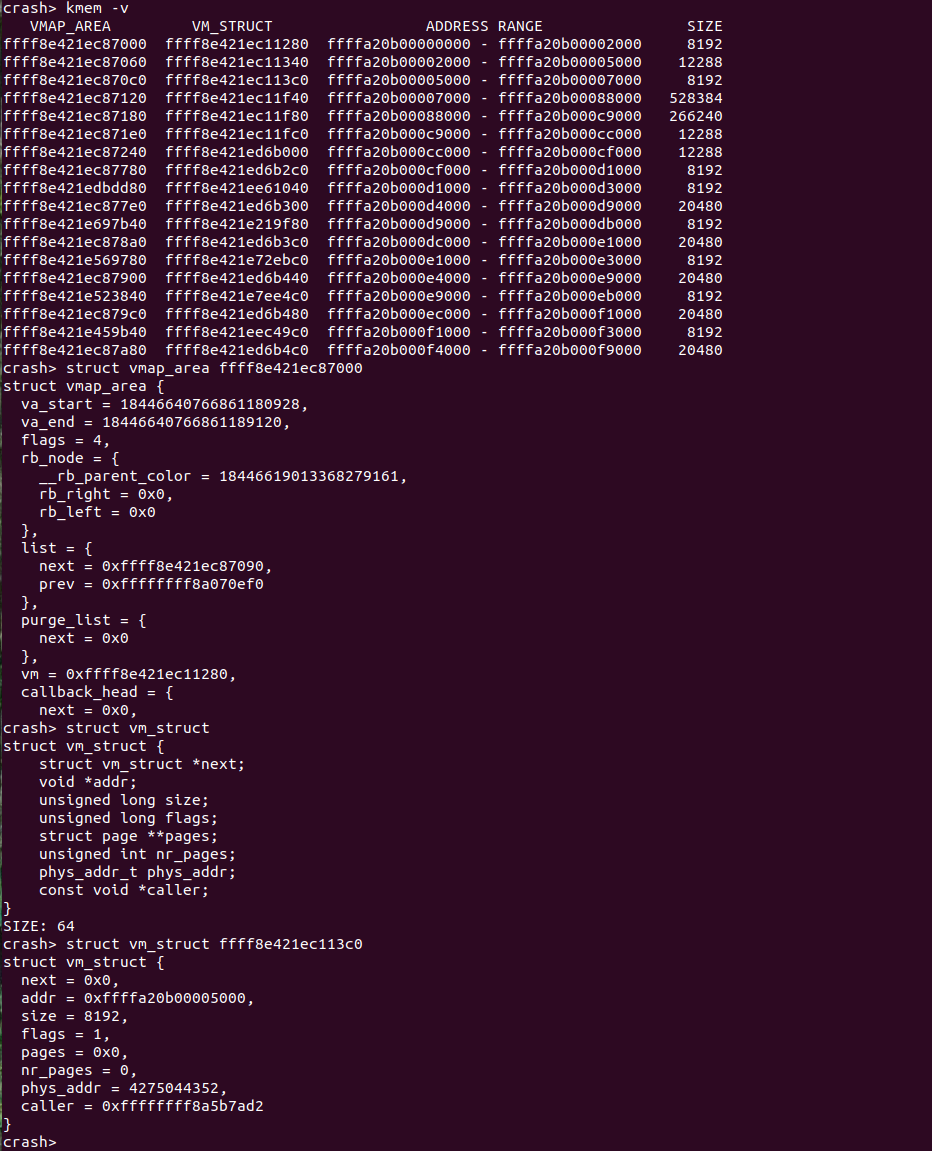 crash> kmem -v
   VMAP_AREA         VM_STRUCT                 ADDRESS RANGE                SIZE
ffff8e421ec87000  ffff8e421ec11280  ffffa20b00000000 - ffffa20b00002000     8192
ffff8e421ec87060  ffff8e421ec11340  ffffa20b00002000 - ffffa20b00005000    12288
ffff8e421ec870c0  ffff8e421ec113c0  ffffa20b00005000 - ffffa20b00007000     8192
ffff8e421ec87120  ffff8e421ec11f40  ffffa20b00007000 - ffffa20b00088000   528384
ffff8e421ec87180  ffff8e421ec11f80  ffffa20b00088000 - ffffa20b000c9000   266240
ffff8e421ec871e0  ffff8e421ec11fc0  ffffa20b000c9000 - ffffa20b000cc000    12288
ffff8e421ec87240  ffff8e421ed6b000  ffffa20b000cc000 - ffffa20b000cf000    12288
ffff8e421ec87780  ffff8e421ed6b2c0  ffffa20b000cf000 - ffffa20b000d1000     8192
ffff8e421edbdd80  ffff8e421ee61040  ffffa20b000d1000 - ffffa20b000d3000     8192
ffff8e421ec877e0  ffff8e421ed6b300  ffffa20b000d4000 - ffffa20b000d9000    20480
ffff8e421e697b40  ffff8e421e219f80  ffffa20b000d9000 - ffffa20b000db000     8192
ffff8e421ec878a0  ffff8e421ed6b3c0  ffffa20b000dc000 - ffffa20b000e1000    20480
ffff8e421e569780  ffff8e421e72ebc0  ffffa20b000e1000 - ffffa20b000e3000     8192
ffff8e421ec87900  ffff8e421ed6b440  ffffa20b000e4000 - ffffa20b000e9000    20480
ffff8e421e523840  ffff8e421e7ee4c0  ffffa20b000e9000 - ffffa20b000eb000     8192
ffff8e421ec879c0  ffff8e421ed6b480  ffffa20b000ec000 - ffffa20b000f1000    20480
ffff8e421e459b40  ffff8e421eec49c0  ffffa20b000f1000 - ffffa20b000f3000     8192
ffff8e421ec87a80  ffff8e421ed6b4c0  ffffa20b000f4000 - ffffa20b000f9000    20480
crash> struct vmap_area ffff8e421ec87000
struct vmap_area {
  va_start = 18446640766861180928,
  va_end = 18446640766861189120,
  flags = 4,
  rb_node = {
    __rb_parent_color = 18446619013368279161,
    rb_right = 0x0,
    rb_left = 0x0
  },
  list = {
    next = 0xffff8e421ec87090,
    prev = 0xffffffff8a070ef0
  },
  purge_list = {
    next = 0x0
  },
  vm = 0xffff8e421ec11280,
  callback_head = {
    next = 0x0,
crash> struct vm_struct
struct vm_struct {
    struct vm_struct *next;
    void *addr;
    unsigned long size;
    unsigned long flags;
    struct page **pages;
    unsigned int nr_pages;
    phys_addr_t phys_addr;
    const void *caller;
}
SIZE: 64
crash> struct vm_struct ffff8e421ec113c0
struct vm_struct {
  next = 0x0,
  addr = 0xffffa20b00005000,
  size = 8192,
  flags = 1,
  pages = 0x0,
  nr_pages = 0,
  phys_addr = 4275044352,
  caller = 0xffffffff8a5b7ad2
}
crash>